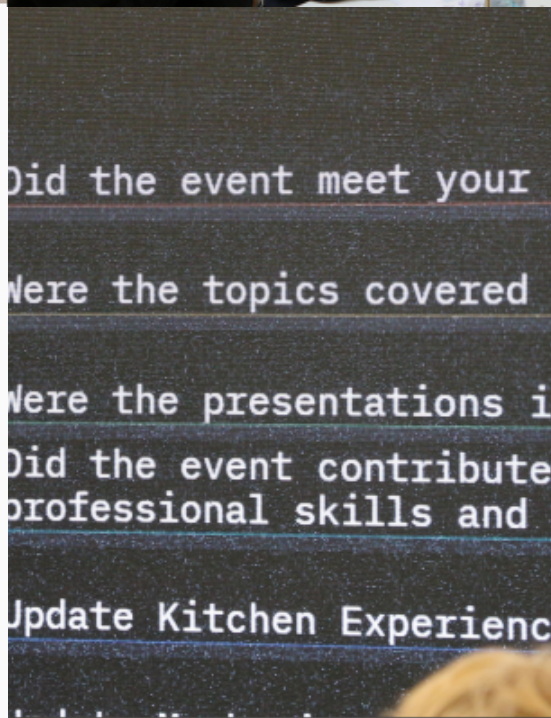 Did the event meet your
Were the topics covered
Were the presentations i
Did the event contribute
professional skills and
Update Kitchen Experienc